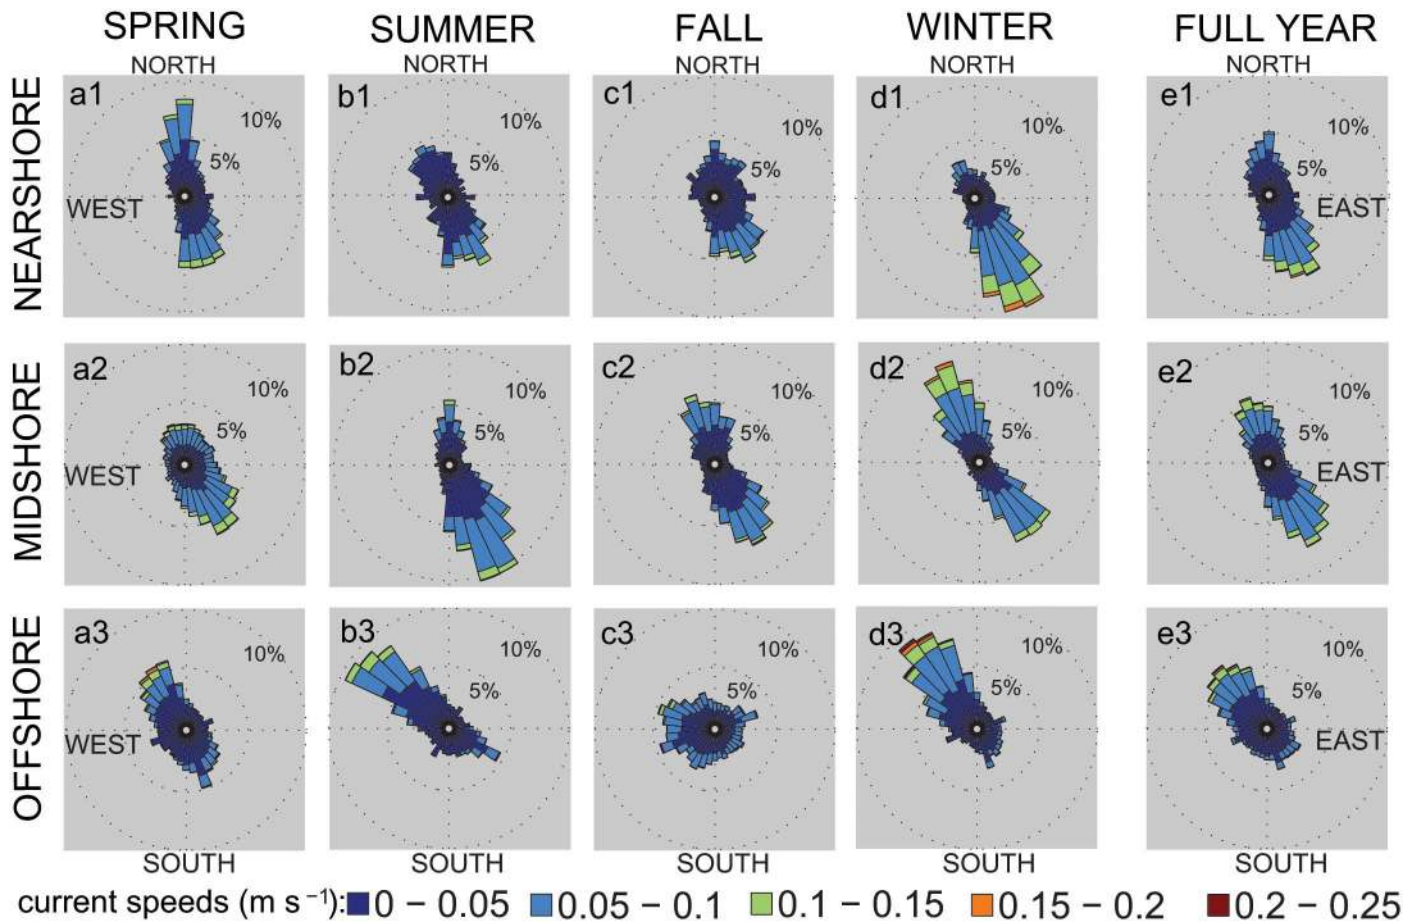 SPRING SUMMER FALL WINTER FULL YEAR
NORTH NORTH NORTH NORTH NORTH
NEARSHORE
a1 b1 c1 d1 e1
10% 10% 10% 10% 10%
5% 5% 5% 5% 5%
WEST EAST
MIDSHORE
a2 b2 c2 d2 e2
10% 10% 10% 10% 10%
5% 5% 5% 5% 5%
WEST EAST
OFFSHORE
a3 b3 c3 d3 e3
10% 10% 10% 10% 10%
5% 5% 5% 5%
WEST EAST
SOUTH SOUTH SOUTH SOUTH SOUTH
current speeds (m s⁻¹): 0 – 0.05 0.05 – 0.1 0.1 – 0.15 0.15 – 0.2 0.2 – 0.25